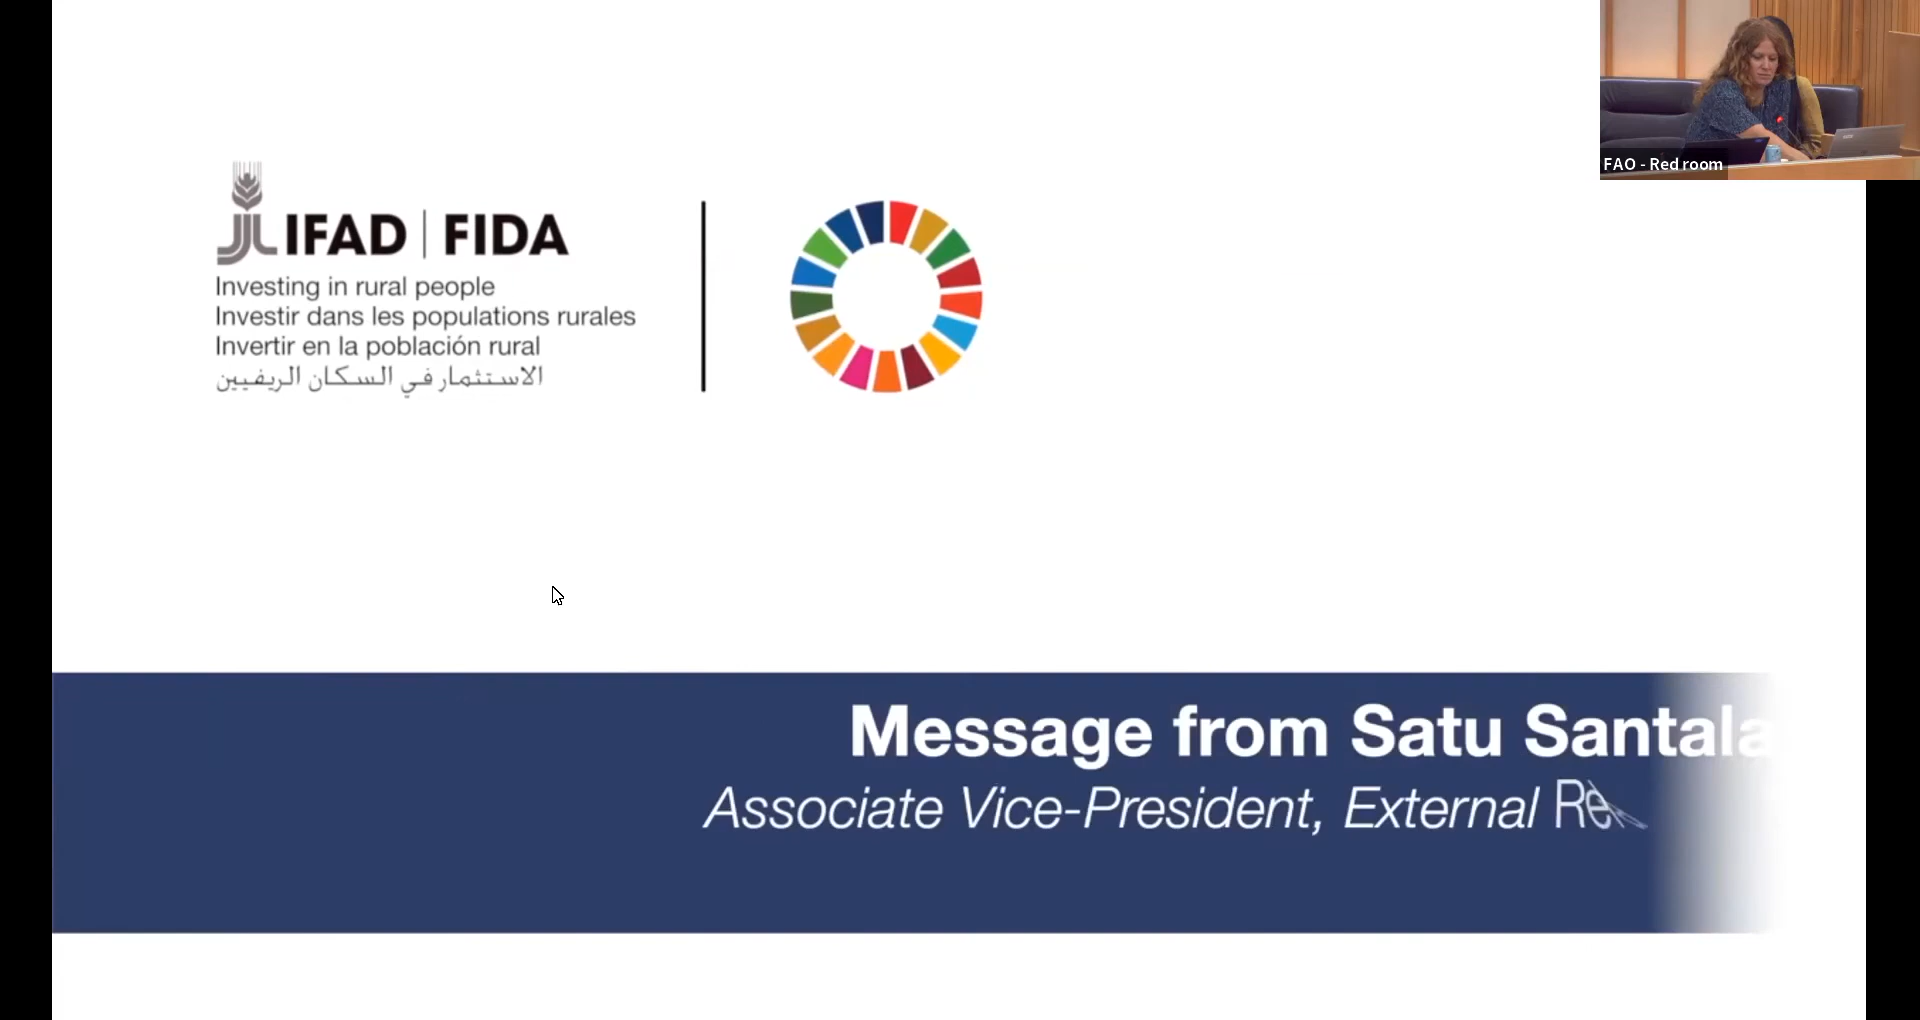 IFAD | FIDA
Investing in rural people
Investir dans les populations rurales
Invertir en la población rural
الاستثمار في السكان الريفيين
FAO - Red room
Message from Satu Santala
Associate Vice-President, External